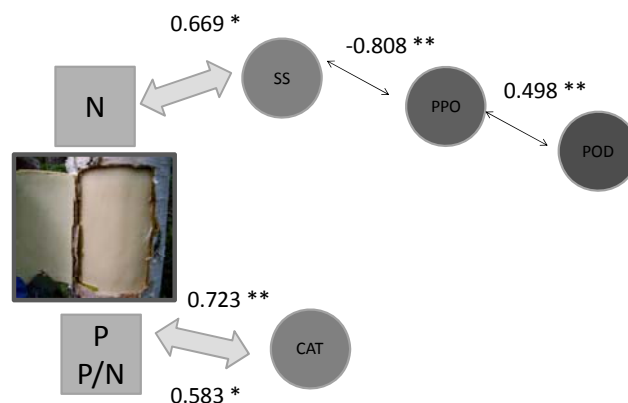 0.669 *
-0.808 **
0.498 **
N
SS
PPO
POD
0.723 **
P
P/N
CAT
0.583 *